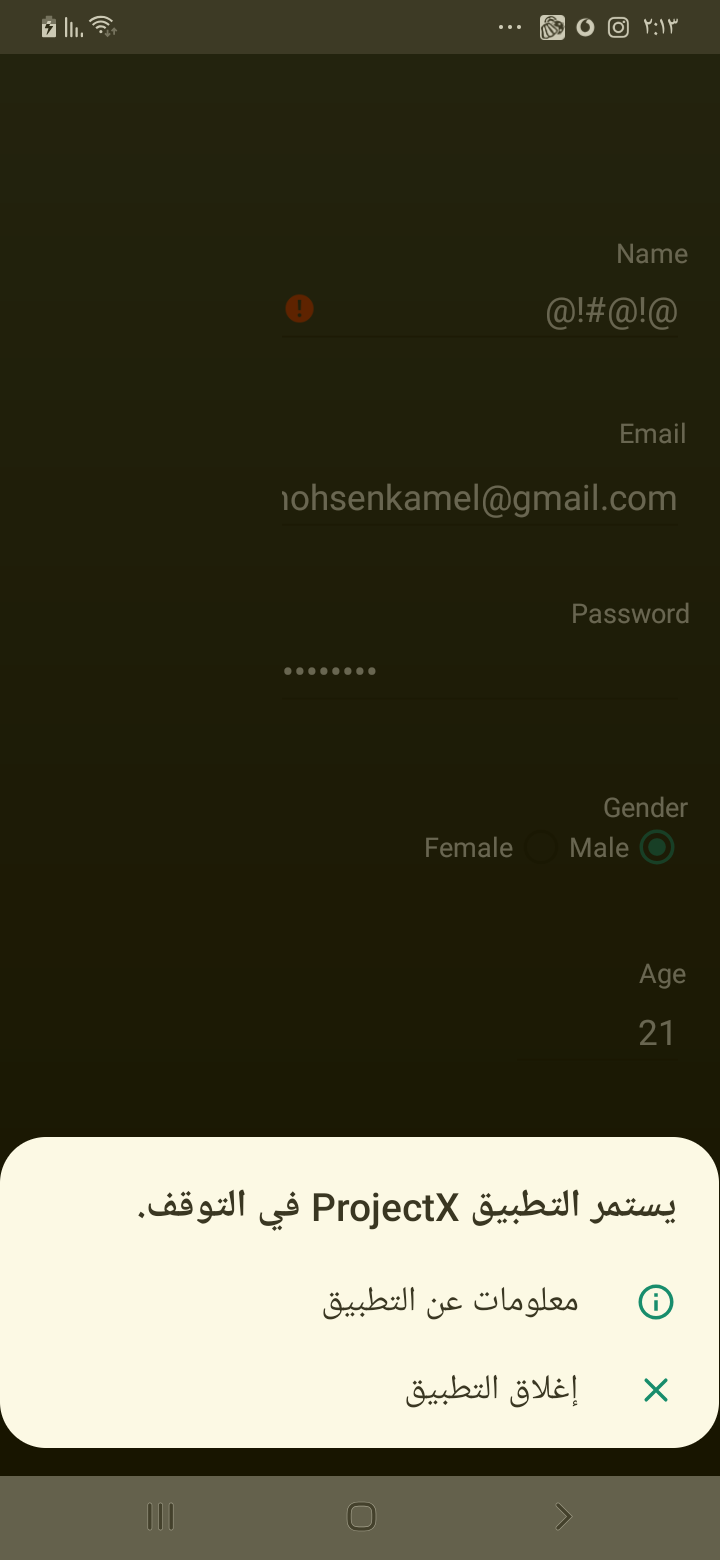 ٢:١٣
Name
@!#@!@
Email
ohsenkamel@gmail.com
Password
••••••••
Gender
Male
Female
Age
21
يستمر التطبيق ProjectX في التوقف.
معلومات عن التطبيق
إغلاق التطبيق